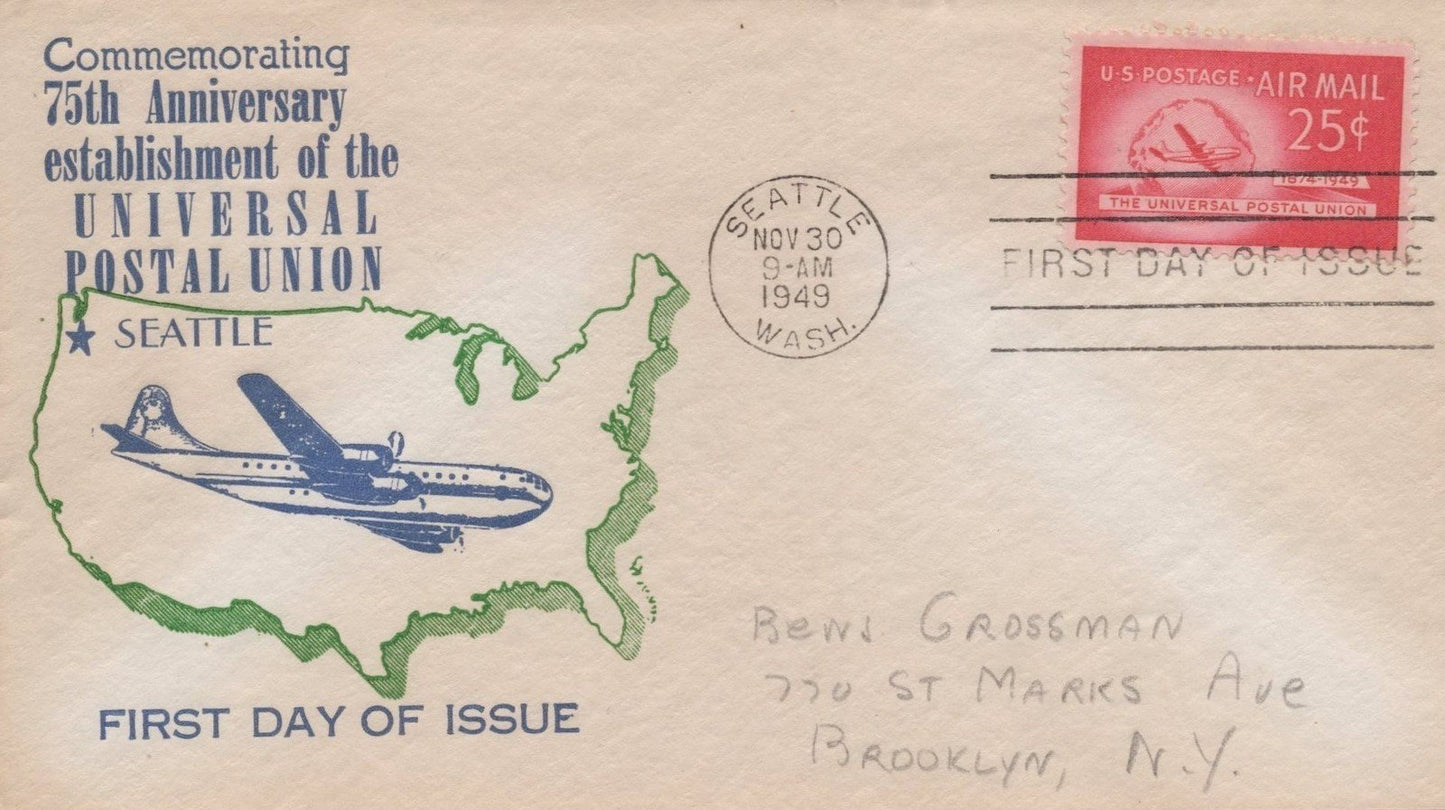 Commemorating
75th Anniversary
establishment of the
UNIVERSAL
POSTAL UNION
SEATTLE
FIRST DAY OF ISSUE
SEATTLE
NOV 30
9-AM
1949
WASH.
U·S·POSTAGE·AIR MAIL
25¢
1874-1949
THE UNIVERSAL POSTAL UNION
FIRST DAY OF ISSUE
BENJ GROSSMAN
770 ST MARKS Ave
BROOKLYN, N.Y.